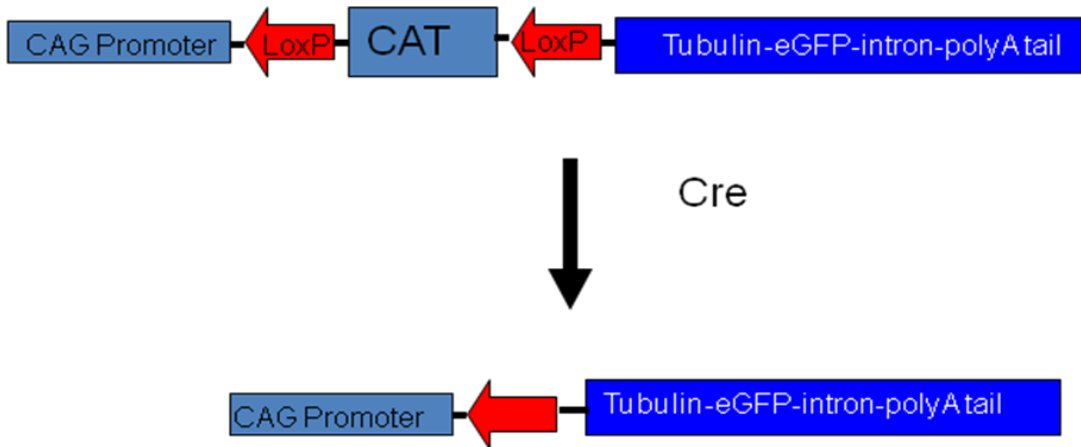 CAG Promoter LoxP CAT LoxP Tubulin-eGFP-intron-polyAtail
Cre
CAG Promoter Tubulin-eGFP-intron-polyAtail